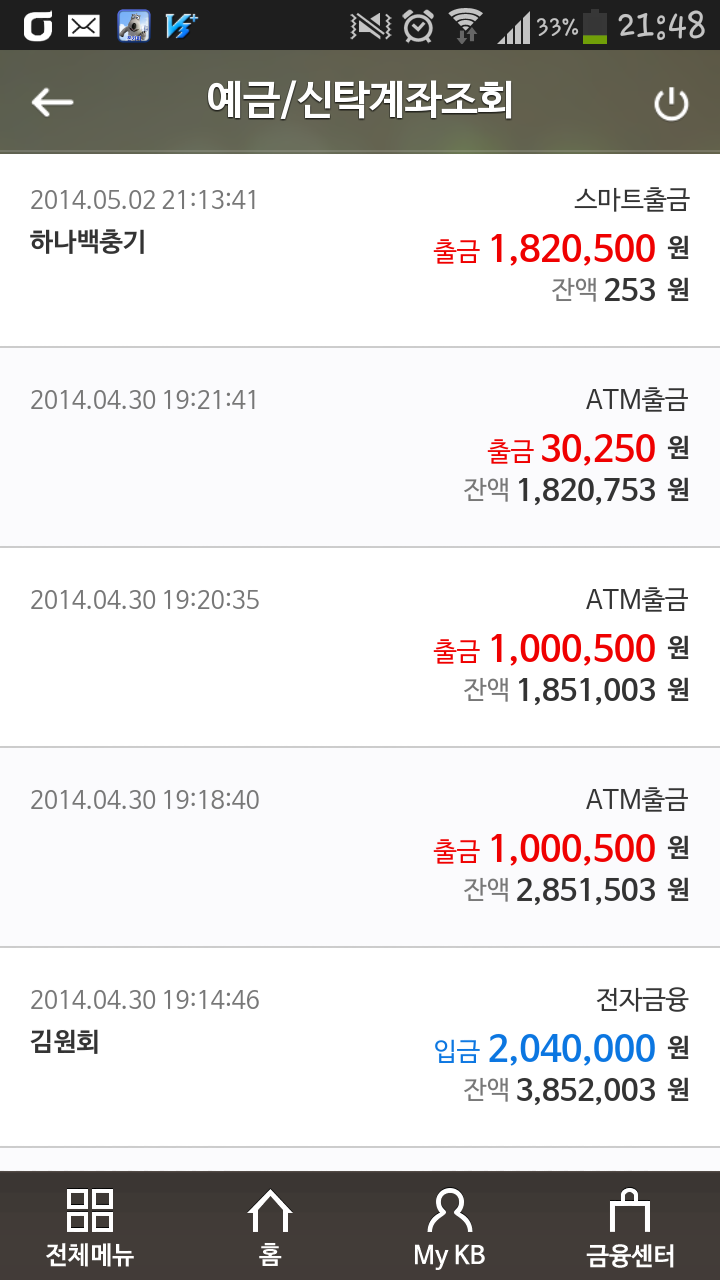 33% 21:48
예금/신탁계좌조회
2014.05.02 21:13:41 스마트출금
하나백충기 출금 1,820,500 원
잔액 253 원
2014.04.30 19:21:41 ATM출금
출금 30,250 원
잔액 1,820,753 원
2014.04.30 19:20:35 ATM출금
출금 1,000,500 원
잔액 1,851,003 원
2014.04.30 19:18:40 ATM출금
출금 1,000,500 원
잔액 2,851,503 원
2014.04.30 19:14:46 전자금융
김원회 입금 2,040,000 원
잔액 3,852,003 원
전체메뉴 홈 My KB 금융센터